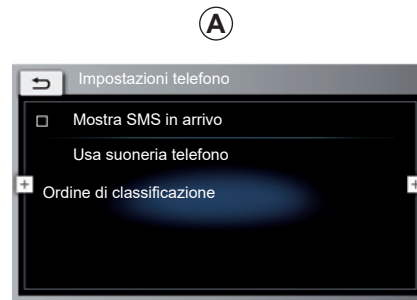 A
Impostazioni telefono
Mostra SMS in arrivo
Usa suoneria telefono
Ordine di classificazione